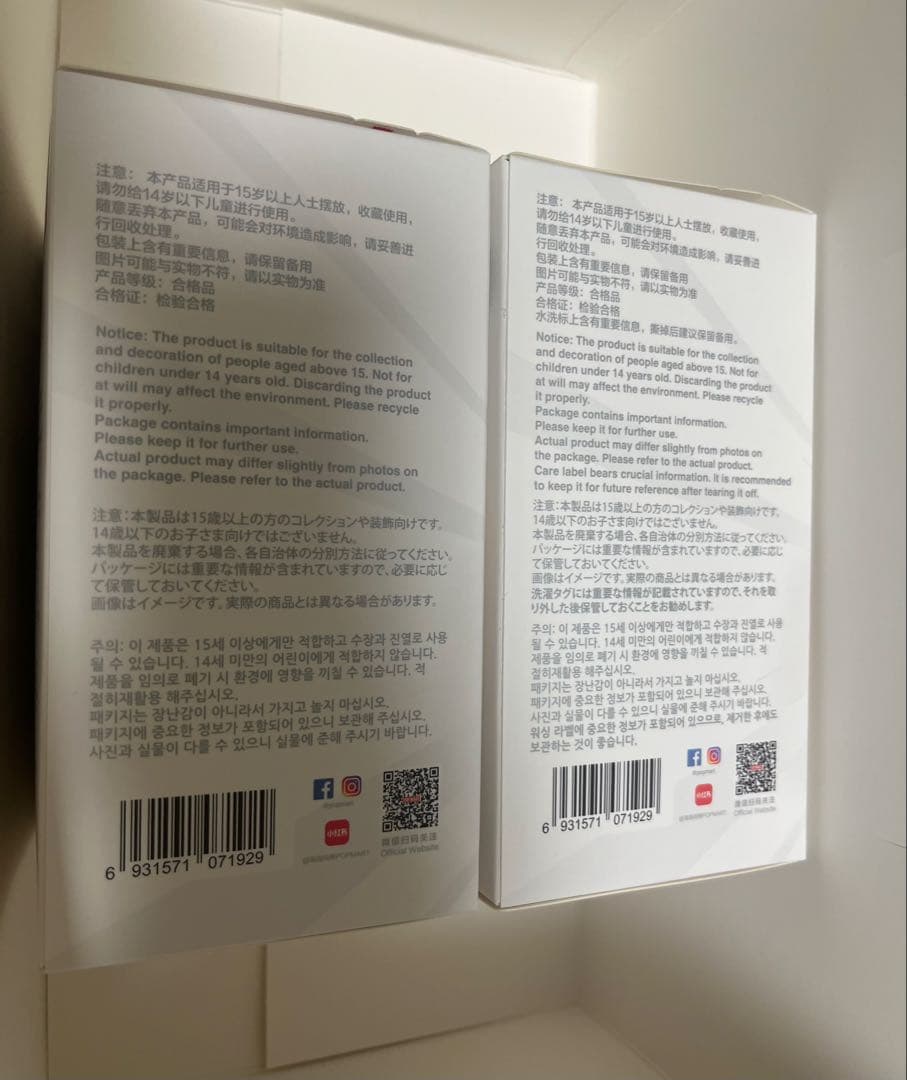 注意： 本产品适用于15岁以上人士摆放，收藏使用，
请勿给14岁以下儿童进行使用。
随意丢弃本产品，可能会对环境造成影响，请妥善进
行回收处理。
包装上含有重要信息，请保留备用
图片可能与实物不符，请以实物为准
产品等级：合格品
合格证：检验合格
Notice: The product is suitable for the collection
and decoration of people aged above 15. Not for
children under 14 years old. Discarding the product
at will may affect the environment. Please recycle
it properly.
Package contains important information.
Please keep it for further use.
Actual product may differ slightly from photos on
the package. Please refer to the actual product.
注意：本製品は15歳以上の方のコレクションや装飾向けです。
14歳以下のお子さま向けではございません。
本製品を廃棄する場合、各自治体の分別方法に従ってください。
パッケージには重要な情報が含まれていますので、必要に応じ
て保管しておいてください。
画像はイメージです。実際の商品とは異なる場合があります。
주의: 이 제품은 15세 이상에게만 적합하고 수장과 진열로 사용
될 수 있습니다. 14세 미만의 어린이에게 적합하지 않습니다.
제품을 임의로 폐기 시 환경에 영향을 끼칠 수 있습니다. 적
절히재활용 해주십시오.
패키지는 장난감이 아니라서 가지고 놀지 마십시오.
패키지에 중요한 정보가 포함되어 있으니 보관해 주십시오.
사진과 실물이 다를 수 있으니 실물에 준해 주시기 바랍니다.
6 931571 071929
@popmart
小红书
微信扫码关注
Official Website
注意： 本产品适用于15岁以上人士摆放，收藏使用，
请勿给14岁以下儿童进行使用。
随意丢弃本产品，可能会对环境造成影响，请妥善进
行回收处理。
包装上含有重要信息，请保留备用
图片可能与实物不符，请以实物为准
产品等级：合格品
合格证：检验合格
水洗标上含有重要信息，撕掉后建议保留备用。
Notice: The product is suitable for the collection
and decoration of people aged above 15. Not for
children under 14 years old. Discarding the product
at will may affect the environment. Please recycle
it properly.
Package contains important information.
Please keep it for further use.
Actual product may differ slightly from photos on
the package. Please refer to the actual product.
Care label bears crucial information. It is recommended
to keep it for future reference after tearing it off.
注意：本製品は15歳以上の方のコレクションや装飾向けです。
14歳以下のお子さま向けではございません。
本製品を廃棄する場合、各自治体の分別方法に従ってください。
パッケージには重要な情報が含まれていますので、必要に応じ
て保管しておいてください。
画像はイメージです。実際の商品とは異なる場合があります。
洗濯タグには重要な情報が記載されていますので、それを取
り外した後保管しておくことをお勧めします。
주의: 이 제품은 15세 이상에게만 적합하고 수장과 진열로 사용
될 수 있습니다. 14세 미만의 어린이에게 적합하지 않습니다.
제품을 임의로 폐기 시 환경에 영향을 끼칠 수 있습니다. 적
절히재활용 해주십시오.
패키지는 장난감이 아니라서 가지고 놀지 마십시오.
패키지에 중요한 정보가 포함되어 있으니 보관해 주십시오.
사진과 실물이 다를 수 있으니 실물에 준해 주시기 바랍니다.
워싱 라벨에 중요한 정보가 포함되어 있으므로, 제거한 후에도
보관하는 것이 좋습니다.
6 931571 071929
小红书
微信扫码关注
Official Website